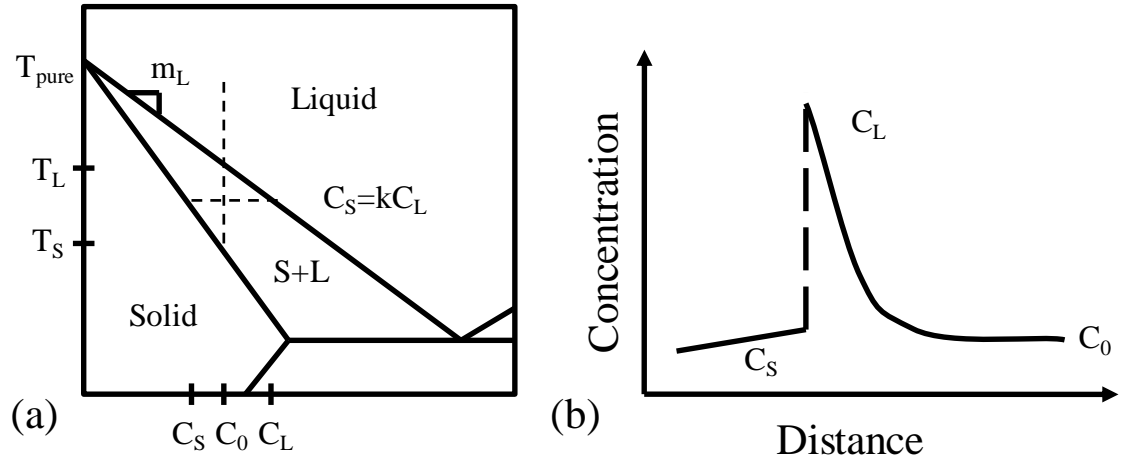 T_pure
m_L
Liquid
T_L
C_S=kC_L
T_S
S+L
Solid
C_S C_0 C_L
(a)
Concentration
C_L
C_S
C_0
Distance
(b)